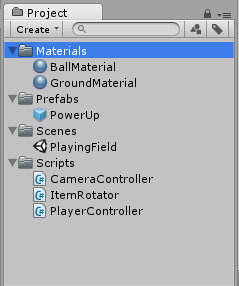 Project
Create
Materials
BallMaterial
GroundMaterial
Prefabs
PowerUp
Scenes
PlayingField
Scripts
C# CameraController
C# ItemRotator
C# PlayerController